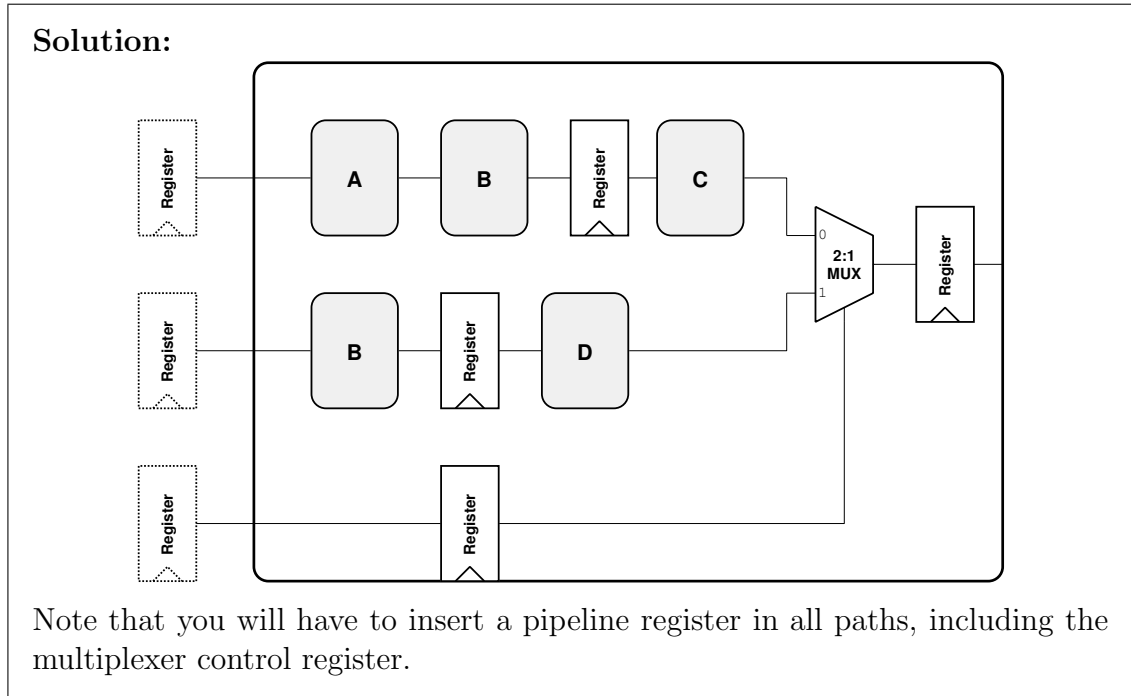 Solution:
Register
A
B
Register
C
0
2:1
MUX
1
Register
Register
B
Register
D
Register
Register
Note that you will have to insert a pipeline register in all paths, including the
multiplexer control register.